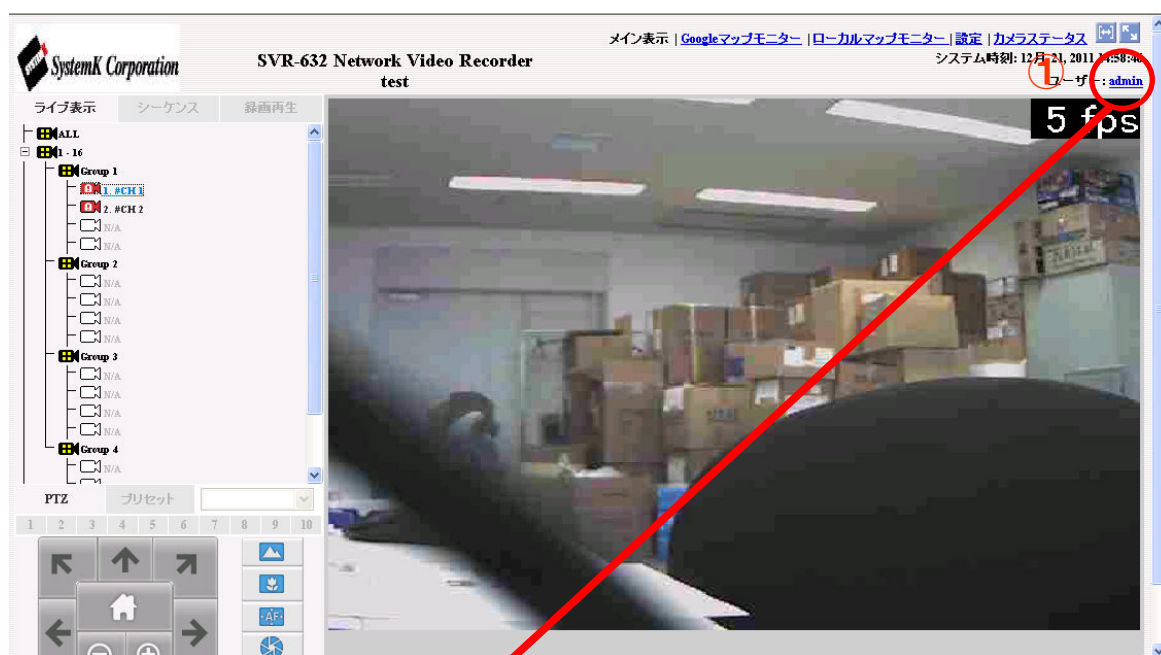 SystemK Corporation
SVR-632 Network Video Recorder
test
メイン表示 | Googleマップモニター | ローカルマップモニター | 設定 | カメラステータス
システム時刻: 12月 21, 2011 14:58:46
①
ユーザー: admin
ライブ表示 シーケンス 録画再生
ALL
1 - 16
Group 1
1. #CH 1
2. #CH 2
N/A
N/A
Group 2
N/A
N/A
N/A
N/A
Group 3
N/A
N/A
N/A
N/A
Group 4
N/A
5 fps
PTZ プリセット
1 2 3 4 5 6 7 8 9 10
AF